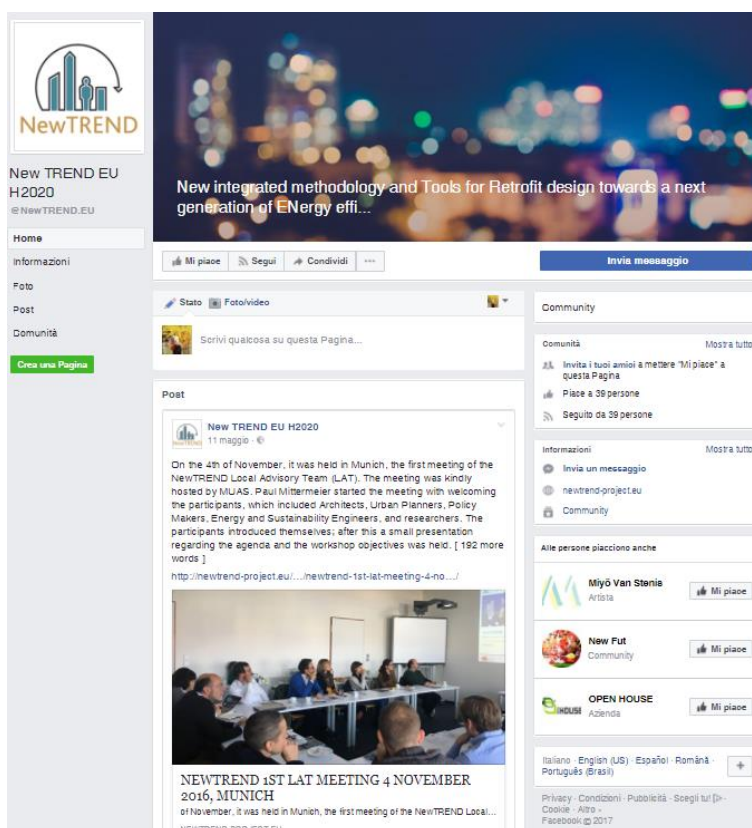 NewTREND
New TREND EU
H2020
@NewTREND.EU
Home
Informazioni
Foto
Post
Comunità
Crea una Pagina
New integrated methodology and Tools for Retrofit design towards a next
generation of ENergy effi...
Mi piace
Segui
Condividi
Invia messaggio
Stato
Foto/video
Scrivi qualcosa su questa Pagina...
Post
New TREND EU H2020
11 maggio ·
On the 4th of November, it was held in Munich, the first meeting of the
NewTREND Local Advisory Team (LAT). The meeting was kindly
hosted by MUAS. Paul Mittermeier started the meeting with welcoming
the participants, which included Architects, Urban Planners, Policy
Makers, Energy and Sustainability Engineers, and researchers. The
participants introduced themselves; after this a small presentation
regarding the agenda and the workshop objectives was held. [ 192 more
words ]
http://newtrend-project.eu/.../newtrend-1st-lat-meeting-4-no.../
NEWTREND 1ST LAT MEETING 4 NOVEMBER
2016, MUNICH
of November, it was held in Munich, the first meeting of the NewTREND Local...
NEWTREND-PROJECT.EU
Community
Comunità
Mostra tutto
Invita i tuoi amici a mettere "Mi piace" a
questa Pagina
Piace a 39 persone
Seguito da 39 persone
Informazioni
Mostra tutto
Invia un messaggio
newtrend-project.eu
Community
Alle persone piacciono anche
Miyö Van Stenis
Artista
Mi piace
New Fut
Community
Mi piace
OPEN HOUSE
Azienda
Mi piace
Italiano · English (US) · Español · Română ·
Português (Brasil)
Privacy · Condizioni · Pubblicità · Scegli tu! ·
Cookie · Altro
Facebook © 2017